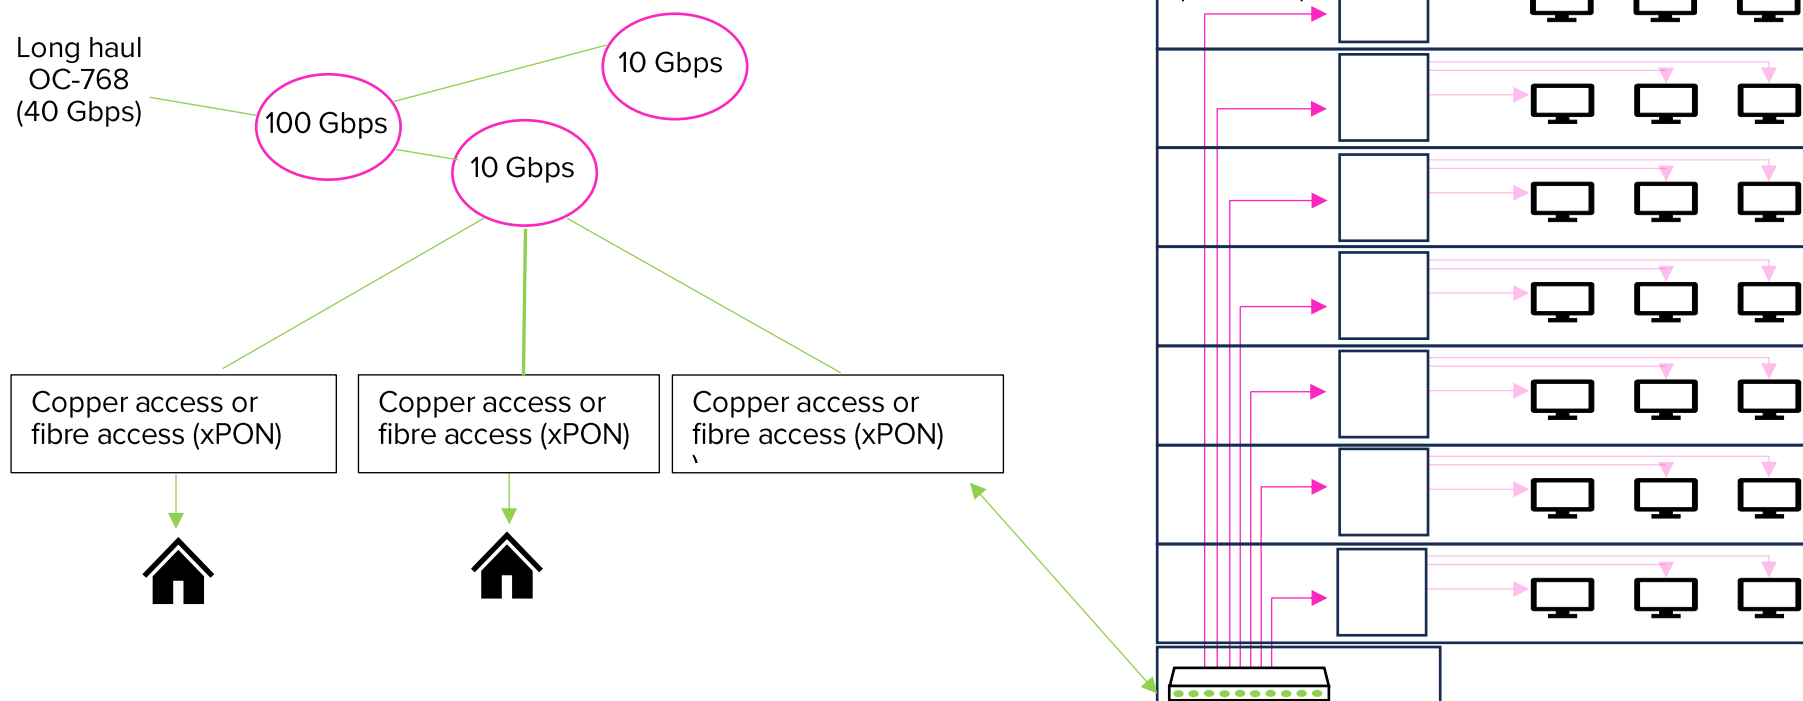 Long haul
OC-768
(40 Gbps)
100 Gbps
10 Gbps
10 Gbps
Copper access or
fibre access (xPON)
Copper access or
fibre access (xPON)
Copper access or
fibre access (xPON)